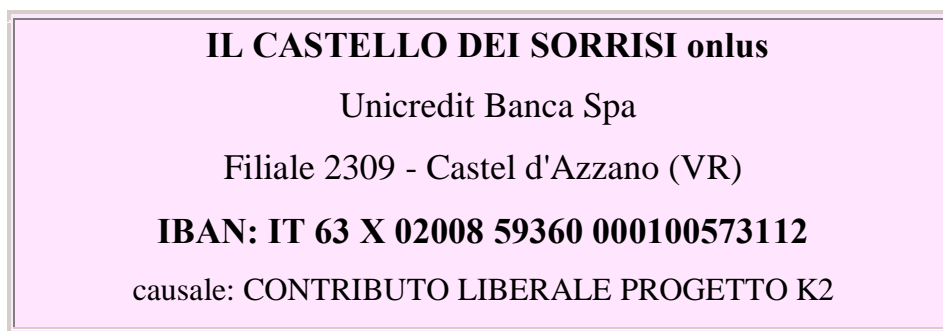 IL CASTELLO DEI SORRISI onlus
Unicredit Banca Spa
Filiale 2309 - Castel d'Azzano (VR)
IBAN: IT 63 X 02008 59360 000100573112
causale: CONTRIBUTO LIBERALE PROGETTO K2